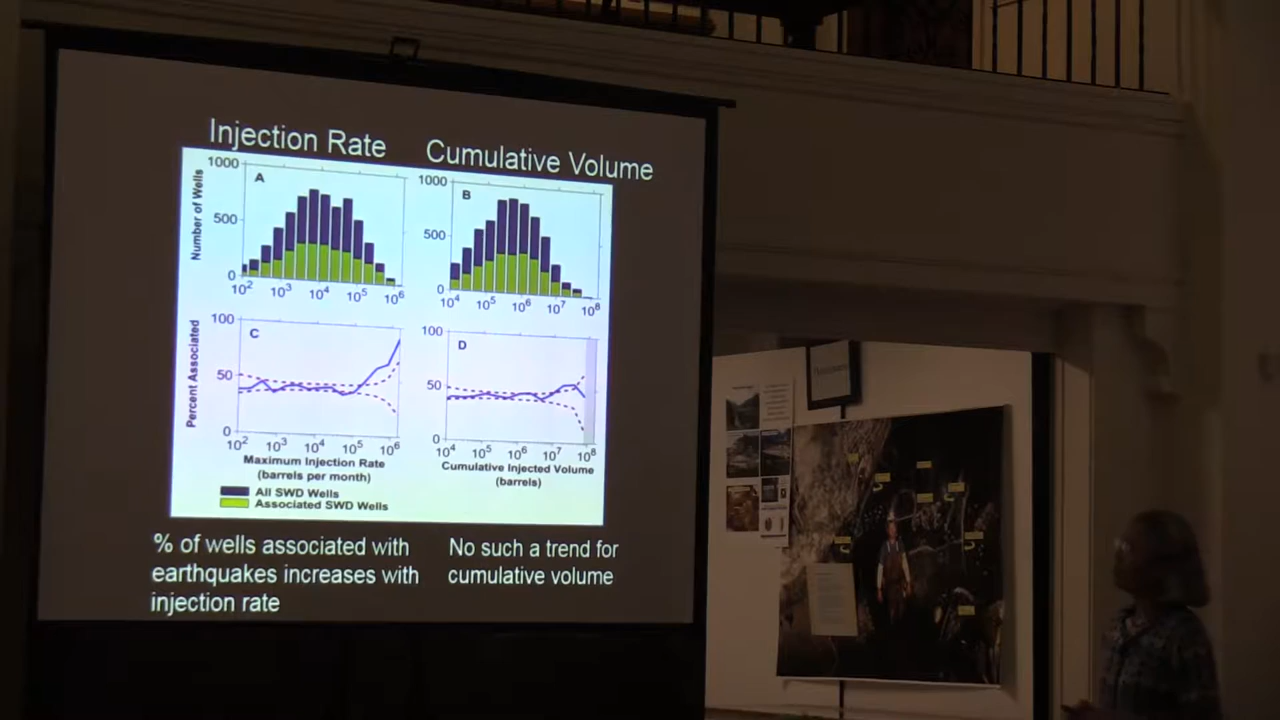 Injection Rate
Cumulative Volume
1000
500
0
Number of Wells
A
10² 10³ 10⁴ 10⁵ 10⁶
1000
500
0
B
10⁴ 10⁵ 10⁶ 10⁷ 10⁸
100
50
0
Percent Associated
C
10² 10³ 10⁴ 10⁵ 10⁶
Maximum Injection Rate
(barrels per month)
100
50
0
D
10⁴ 10⁵ 10⁶ 10⁷ 10⁸
Cumulative Injected Volume
(barrels)
All SWD Wells
Associated SWD Wells
% of wells associated with
earthquakes increases with
injection rate
No such a trend for
cumulative volume